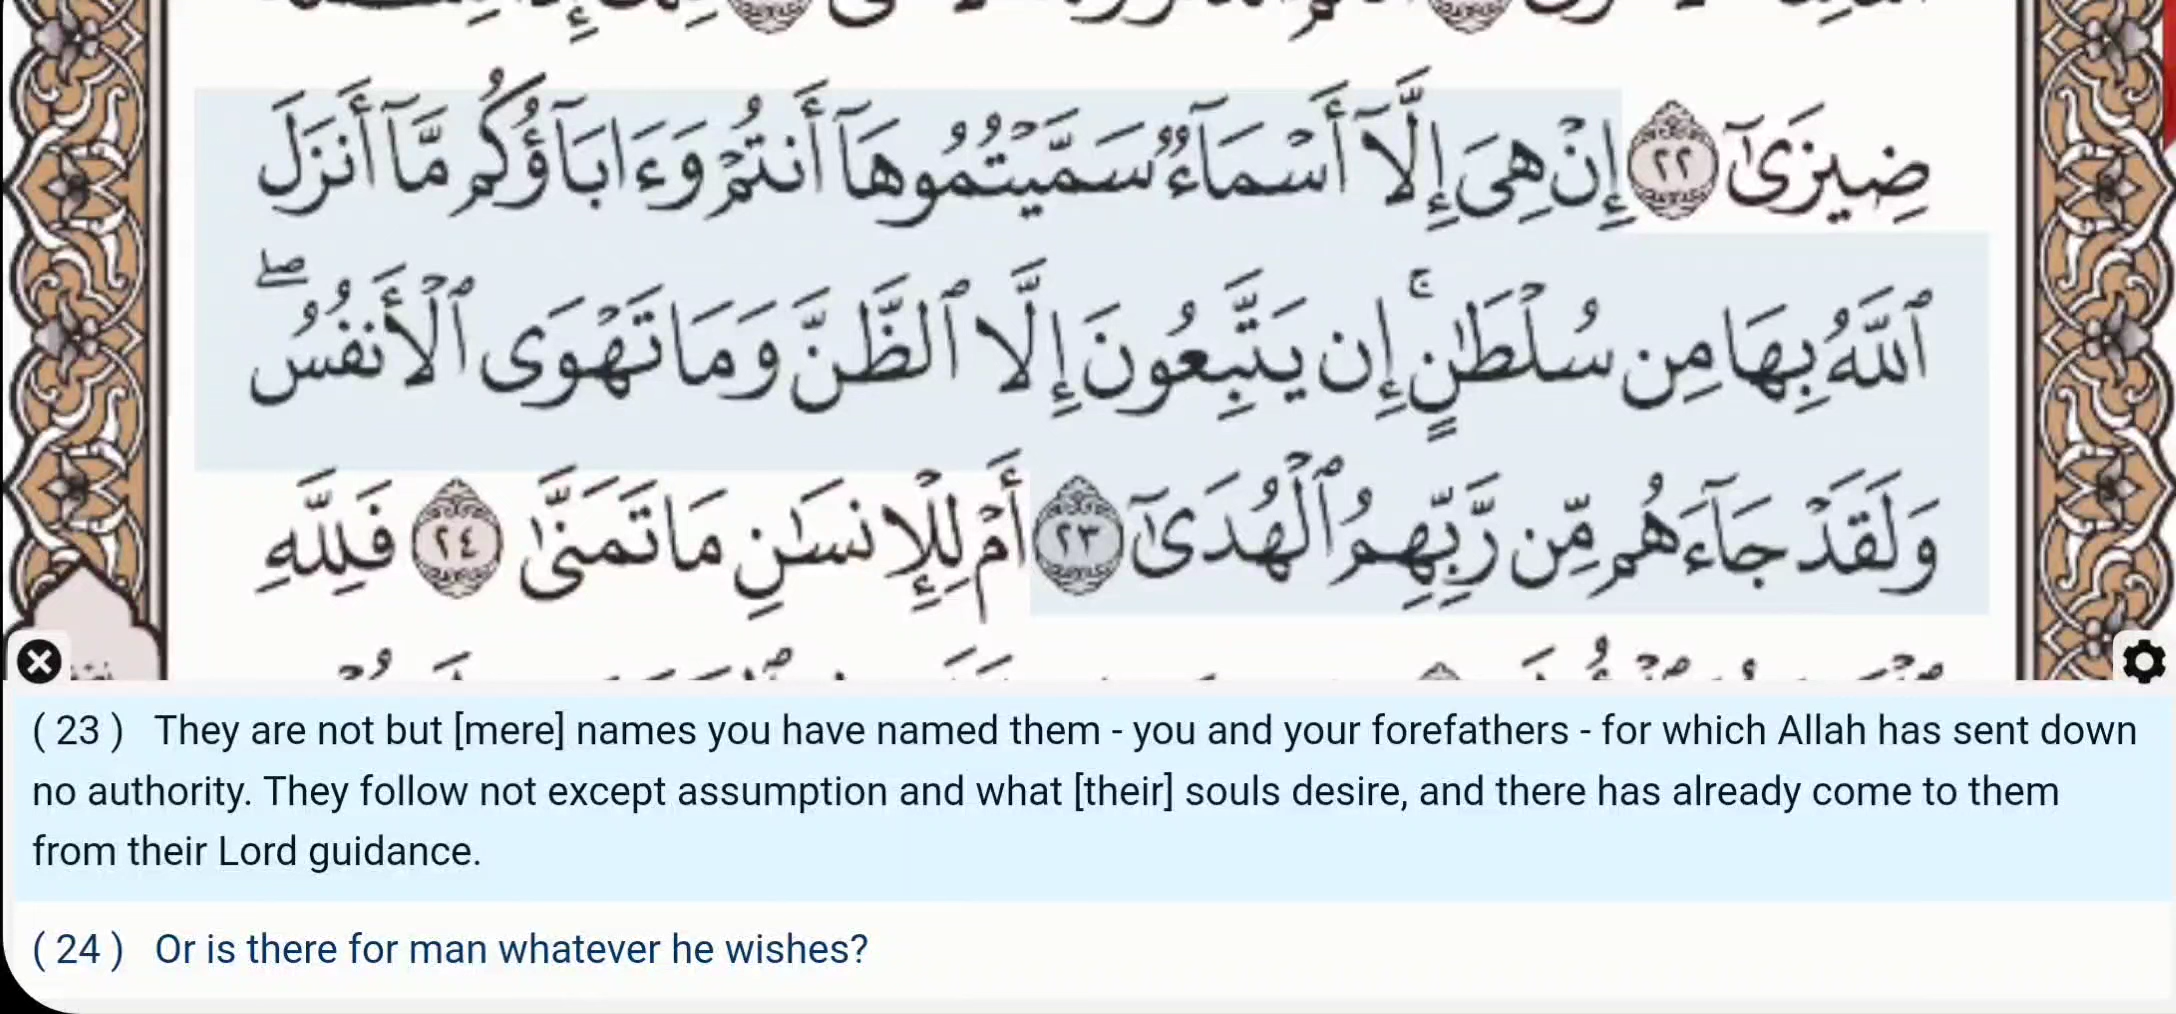 ضِيزَىٰٓ ٢٢ إِنْ هِىَ إِلَّآ أَسْمَآءٌ سَمَّيْتُمُوهَآ أَنتُمْ وَءَابَآؤُكُم مَّآ أَنزَلَ
ٱللَّهُ بِهَا مِن سُلْطَٰنٍ ۚ إِن يَتَّبِعُونَ إِلَّا ٱلظَّنَّ وَمَا تَهْوَى ٱلْأَنفُسُ ۖ
وَلَقَدْ جَآءَهُم مِّن رَّبِّهِمُ ٱلْهُدَىٰٓ ٢٣ أَمْ لِلْإِنسَٰنِ مَا تَمَنَّىٰ ٢٤ فَلِلَّهِ
( 23 ) They are not but [mere] names you have named them - you and your forefathers - for which Allah has sent down
no authority. They follow not except assumption and what [their] souls desire, and there has already come to them
from their Lord guidance.
( 24 ) Or is there for man whatever he wishes?